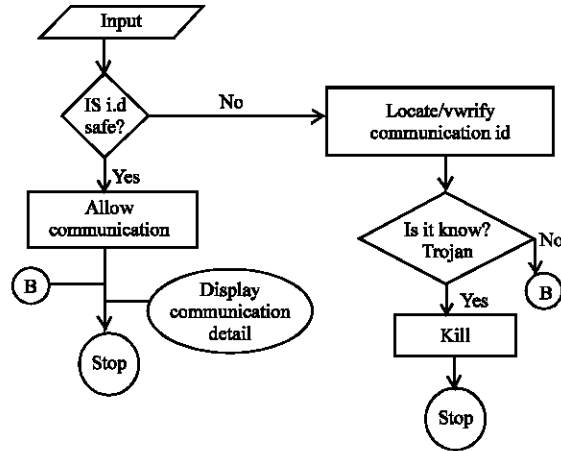 Input
IS i.d
safe?
No
Locate/vwrify
communication id
Yes
Allow
communication
Is it know?
Trojan
No
B
B
Display
communication
detail
Yes
Kill
Stop
Stop